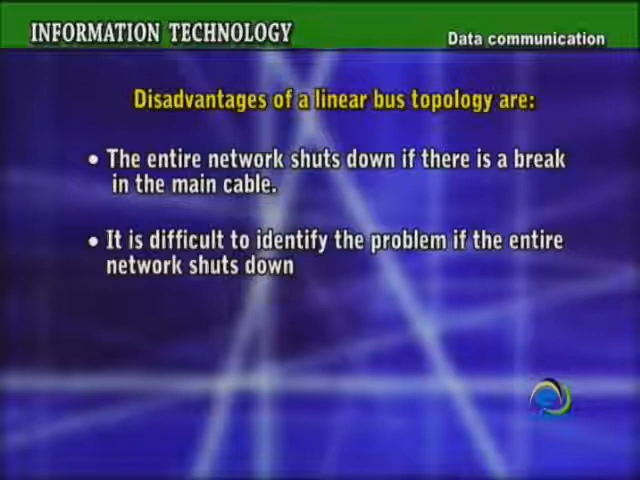 INFORMATION TECHNOLOGY
Data communication
Disadvantages of a linear bus topology are:
• The entire network shuts down if there is a break
in the main cable.
• It is difficult to identify the problem if the entire
network shuts down